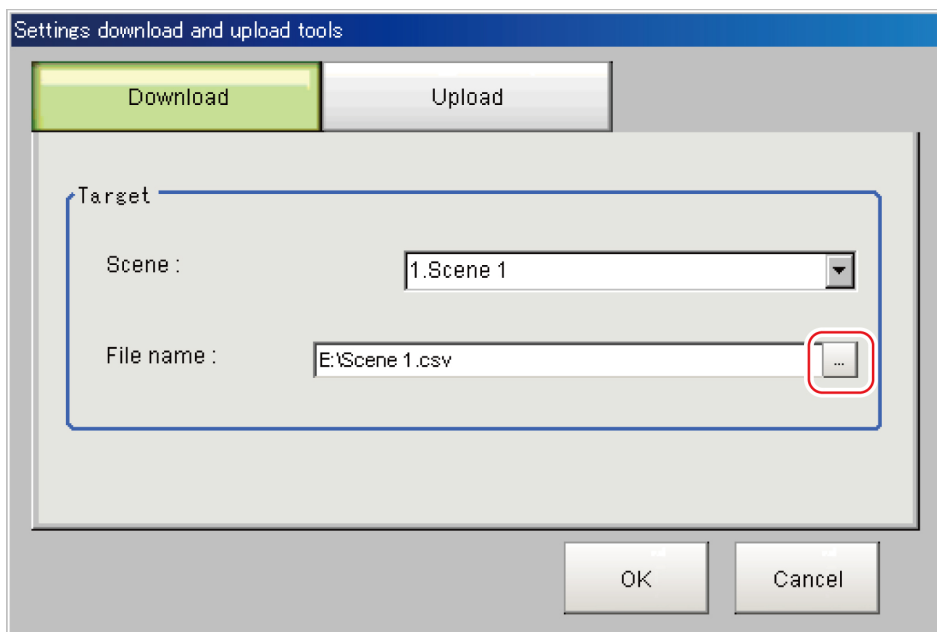 Settings download and upload tools
Download Upload
Target
Scene : 1.Scene 1
File name : E:\Scene 1.csv ...
OK Cancel